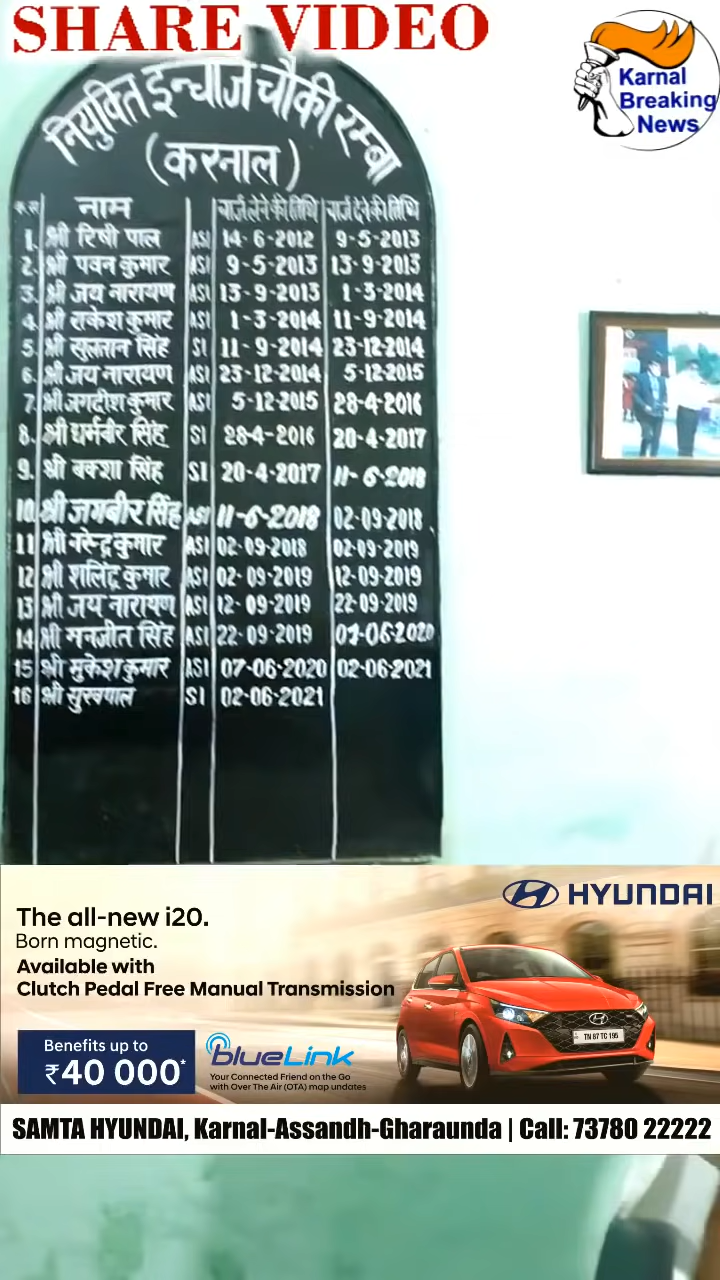 SHARE VIDEO
Karnal
Breaking
News
नियुक्ति इन्चार्ज चौकी रम्बा
(करनाल)
क.स नाम चार्ज लेने की तिथि चार्ज देने की तिथि
1. श्री रिषी पाल ASI 14-6-2012 9-5-2013
2. श्री पवन कुमार ASI 9-5-2013 13-9-2013
3. श्री जय नारायण ASI 13-9-2013 1-3-2014
4. श्री राकेश कुमार ASI 1-3-2014 11-9-2014
5. श्री सुलतान सिंह SI 11-9-2014 23-12-2014
6. श्री जय नारायण ASI 23-12-2014 5-12-2015
7. श्री जगदीश कुमार ASI 5-12-2015 28-4-2016
8. श्री धर्मबीर सिंह SI 28-4-2016 20-4-2017
9. श्री बक्शा सिंह SI 20-4-2017 11-6-2018
10. श्री जगबीर सिंह ASI 11-6-2018 02-09-2018
11 श्री नरेन्द्र कुमार ASI 02-09-2018 02-09-2019
12 श्री शलिंद्र कुमार ASI 02-09-2019 12-09-2019
13 श्री जय नारायण ASI 12-09-2019 22-09-2019
14 श्री मनजीत सिंह ASI 22-09-2019 07-06-2020
15 श्री मुकेश कुमार ASI 07-06-2020 02-06-2021
16 श्री सुखपाल SI 02-06-2021
HYUNDAI
The all-new i20.
Born magnetic.
Available with
Clutch Pedal Free Manual Transmission
Benefits up to
₹40 000*
blueLink
Your Connected Friend on the Go
with Over The Air (OTA) map updates
TN 87 TC 195
SAMTA HYUNDAI, Karnal-Assandh-Gharaunda | Call: 73780 22222